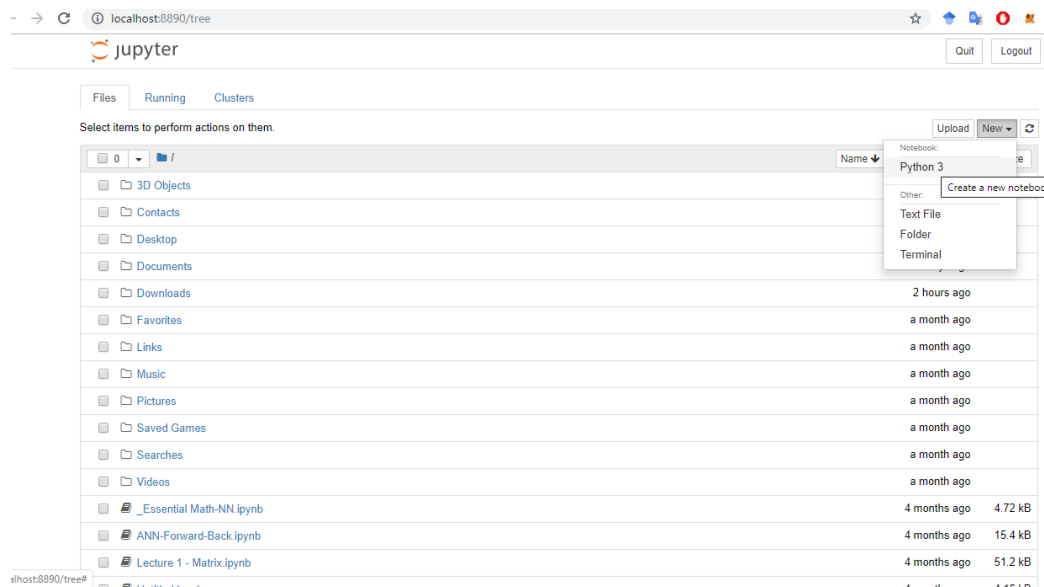 localhost:8890/tree
jupyter
Quit Logout
Files Running Clusters
Select items to perform actions on them.
Upload New
0 / Name
Notebook:
Python 3
Create a new noteboo
Other:
Text File
Folder
Terminal
3D Objects
Contacts
Desktop
Documents
Downloads 2 hours ago
Favorites a month ago
Links a month ago
Music a month ago
Pictures a month ago
Saved Games a month ago
Searches a month ago
Videos a month ago
_Essential Math-NN.ipynb 4 months ago 4.72 kB
ANN-Forward-Back.ipynb 4 months ago 15.4 kB
Lecture 1 - Matrix.ipynb 4 months ago 51.2 kB
alhost:8890/tree#